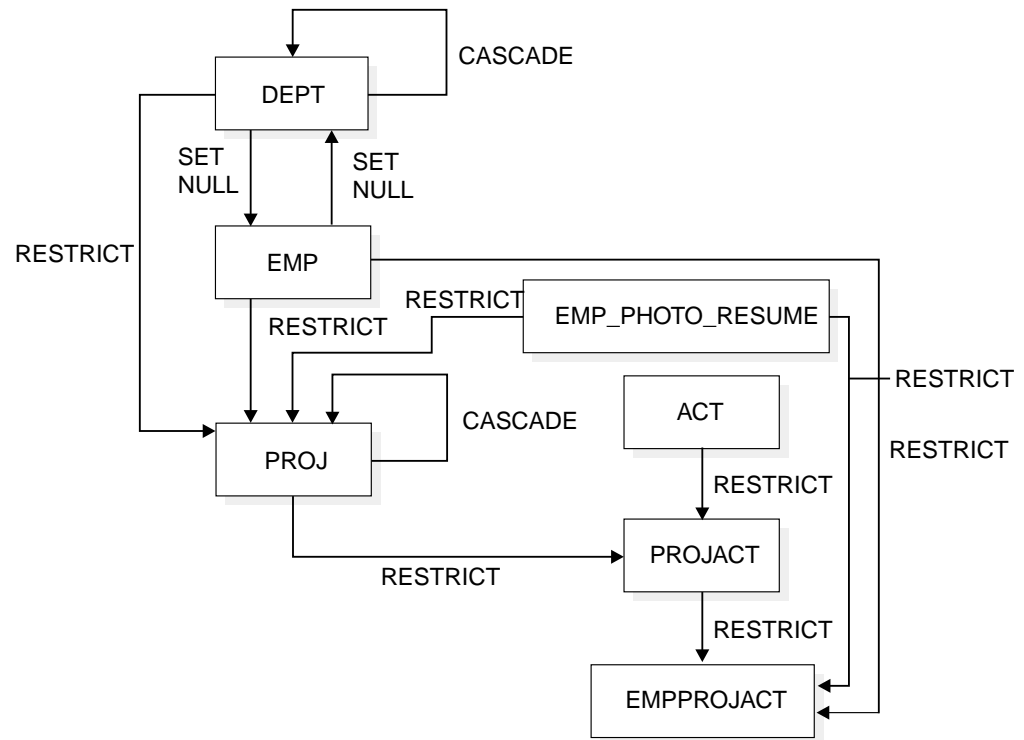 CASCADE
DEPT
SET
NULL
SET
NULL
RESTRICT
EMP
RESTRICT
RESTRICT
EMP_PHOTO_RESUME
RESTRICT
ACT
CASCADE
RESTRICT
PROJ
RESTRICT
PROJACT
RESTRICT
RESTRICT
EMPPROJACT